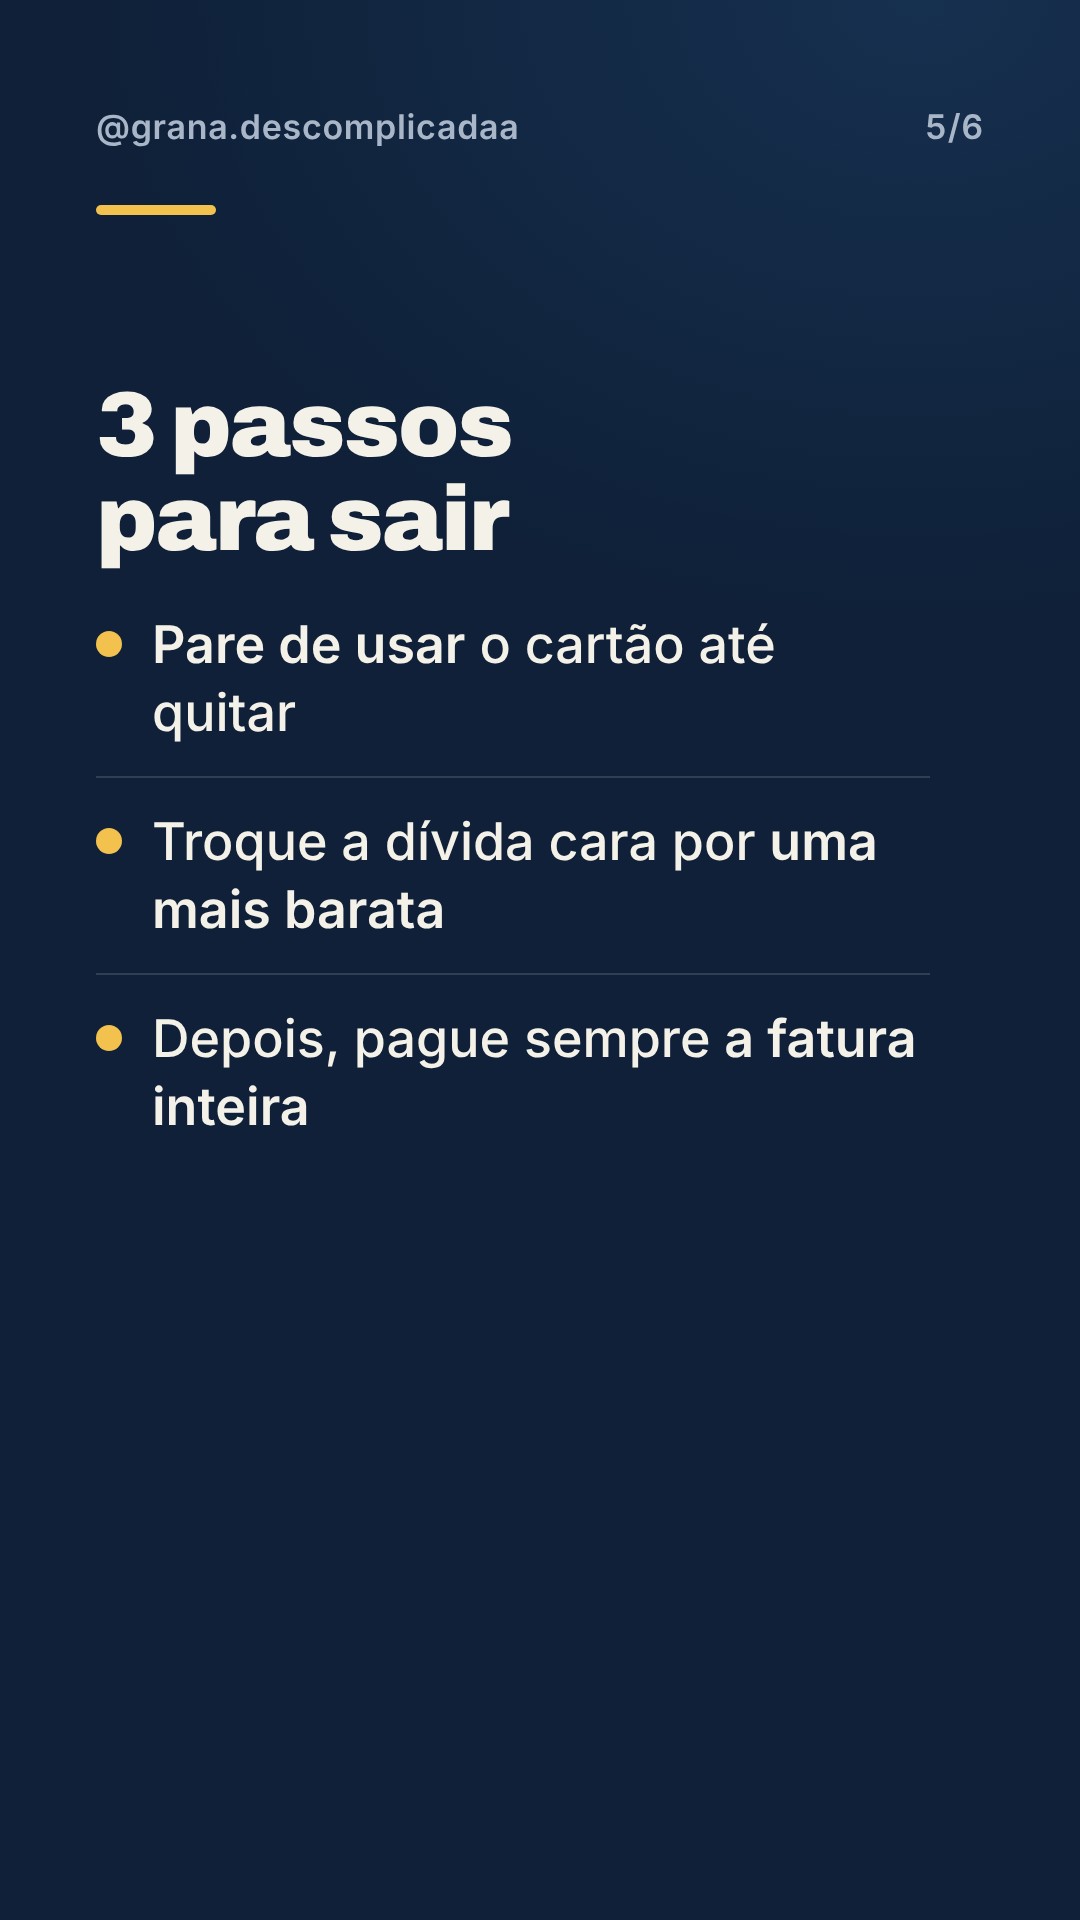 @grana.descomplicadaa
5/6
3 passos
para sair
Pare de usar o cartão até
quitar
Troque a dívida cara por uma
mais barata
Depois, pague sempre a fatura
inteira